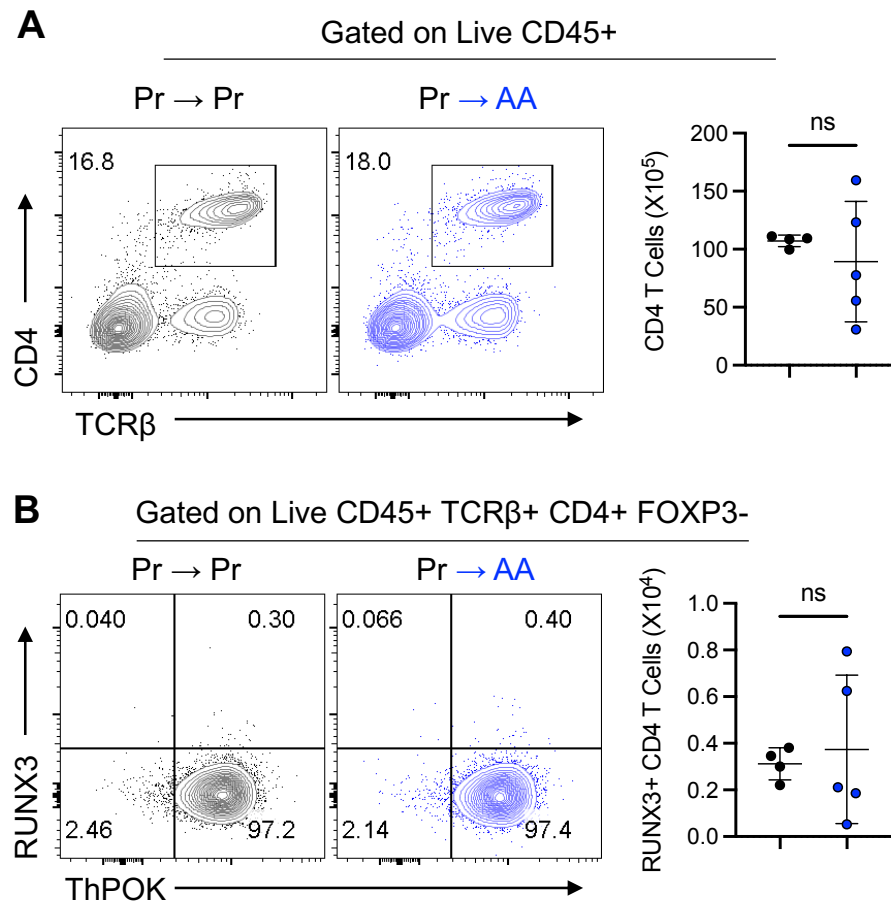 A
Gated on Live CD45+
Pr → Pr
Pr → AA
16.8
18.0
CD4
TCRβ
ns
200
150
100
50
0
CD4 T Cells (X10⁵)
B
Gated on Live CD45+ TCRβ+ CD4+ FOXP3-
Pr → Pr
Pr → AA
0.040
0.30
2.46
97.2
0.066
0.40
2.14
97.4
RUNX3
ThPOK
ns
1.0
0.8
0.6
0.4
0.2
0.0
RUNX3+ CD4 T Cells (X10⁴)